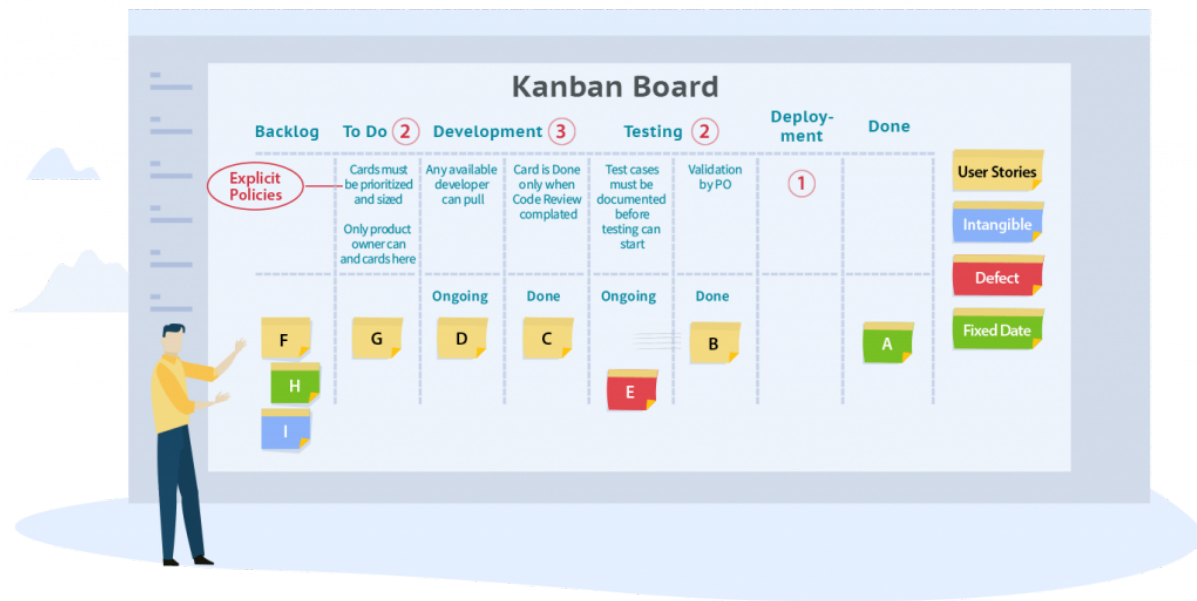 Kanban Board
Backlog
To Do 2
Development 3
Testing 2
Deploy-
ment
Done
Explicit
Policies
Cards must
be prioritized
and sized
Only product
owner can
and cards here
Any available
developer
can pull
Card is Done
only when
Code Review
complated
Test cases
must be
documented
before
testing can
start
Validation
by PO
1
User Stories
Intangible
Defect
Fixed Date
Ongoing
Done
Ongoing
Done
F
G
D
C
B
A
H
E
I